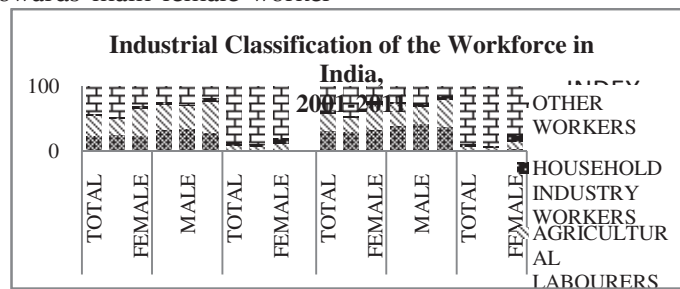 towards main female worker
Industrial Classification of the Workforce in
India,
2001-2011
100
0
TOTAL
FEMALE
MALE
TOTAL
FEMALE
TOTAL
FEMALE
MALE
TOTAL
FEMALE
INDEX
OTHER
WORKERS
HOUSEHOLD
INDUSTRY
WORKERS
AGRICULTUR
AL
LABOURERS